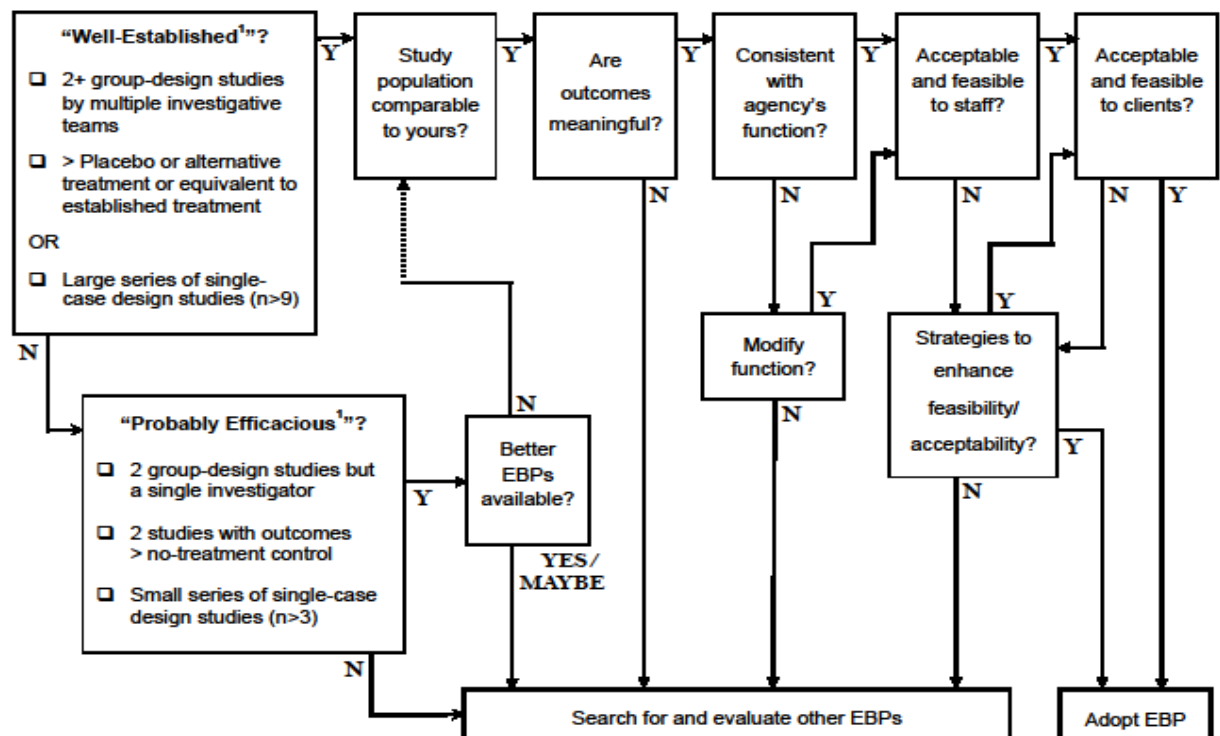 “Well-Established¹”?
❑ 2+ group-design studies
by multiple investigative
teams
❑ > Placebo or alternative
treatment or equivalent to
established treatment
OR
❑ Large series of single-
case design studies (n>9)
Y
Study
population
comparable
to yours?
Y
Are
outcomes
meaningful?
Y
Consistent
with
agency’s
function?
Y
Acceptable
and feasible
to staff?
Y
Acceptable
and feasible
to clients?
N
N
N
N
Y
Y
Y
Modify
function?
N
Strategies to
enhance
feasibility/
acceptability?
Y
N
N
“Probably Efficacious¹”?
❑ 2 group-design studies but
a single investigator
❑ 2 studies with outcomes
> no-treatment control
❑ Small series of single-case
design studies (n>3)
Y
N
Better
EBPs
available?
YES/
MAYBE
N
Search for and evaluate other EBPs
Adopt EBP